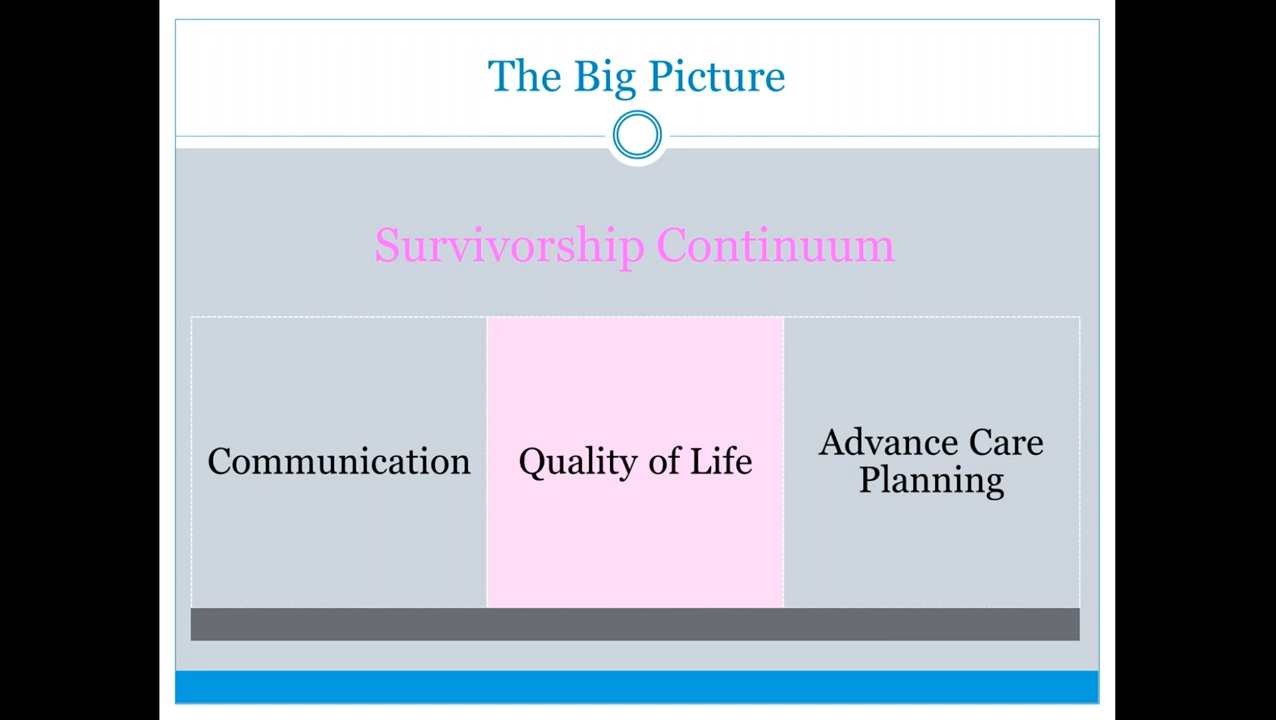 The Big Picture
Survivorship Continuum
Communication
Quality of Life
Advance Care
Planning